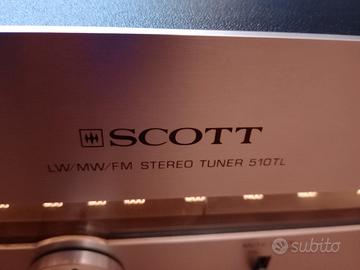 SCOTT
LW/MW/FM STEREO TUNER 510TL
subito